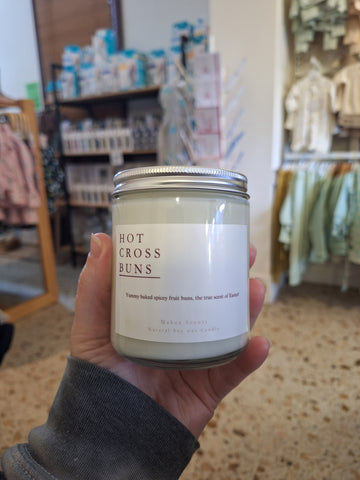 HOT
CROSS
BUNS
Yummy baked spicy fruit buns, the true scent of Easter!
Natural Soy wax Candle